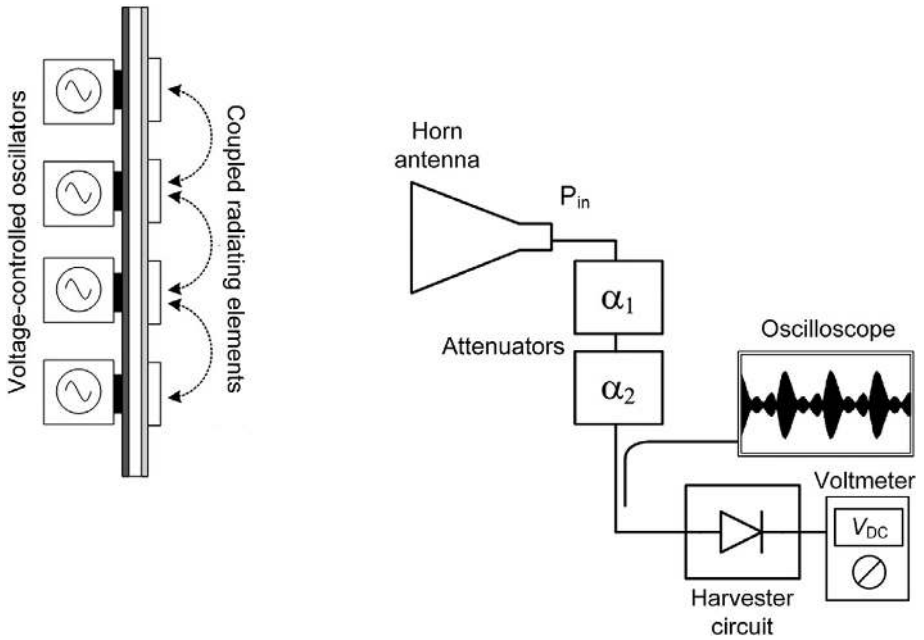 Voltage-controlled oscillators
Coupled radiating elements
Horn
antenna
P_in
α₁
Attenuators
α₂
Oscilloscope
Voltmeter
V_DC
Harvester
circuit